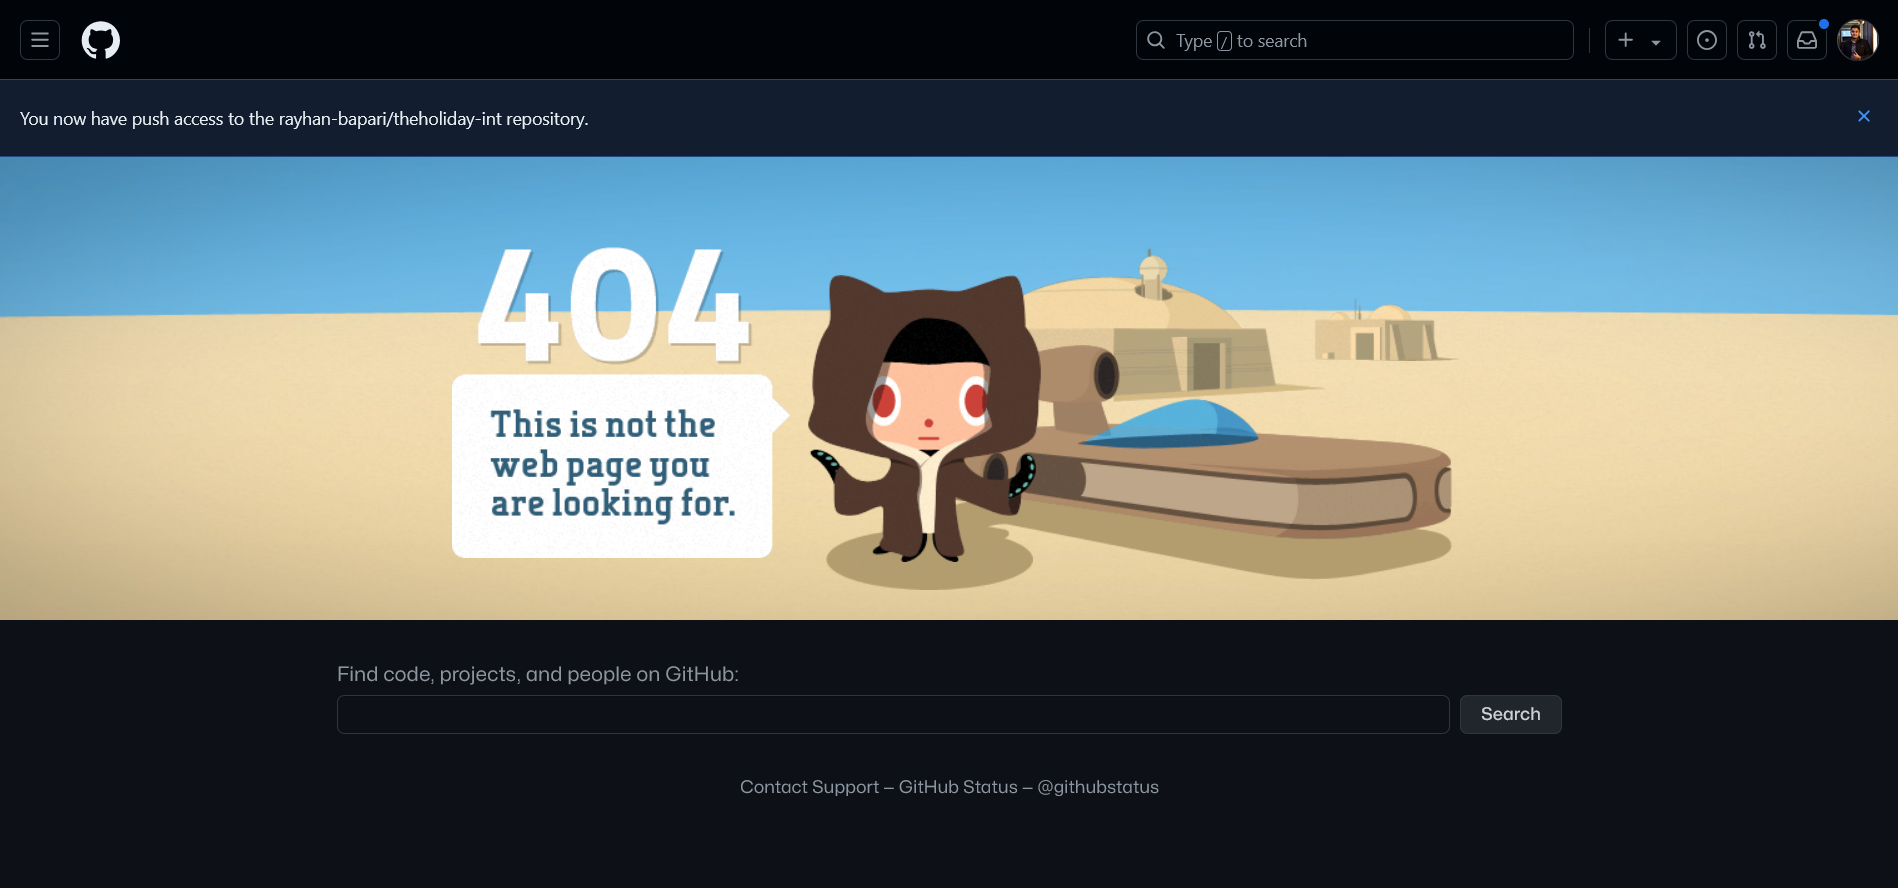 Type / to search
You now have push access to the rayhan-bapari/theholiday-int repository.
404
This is not the
web page you
are looking for.
Find code, projects, and people on GitHub:
Search
Contact Support — GitHub Status — @githubstatus